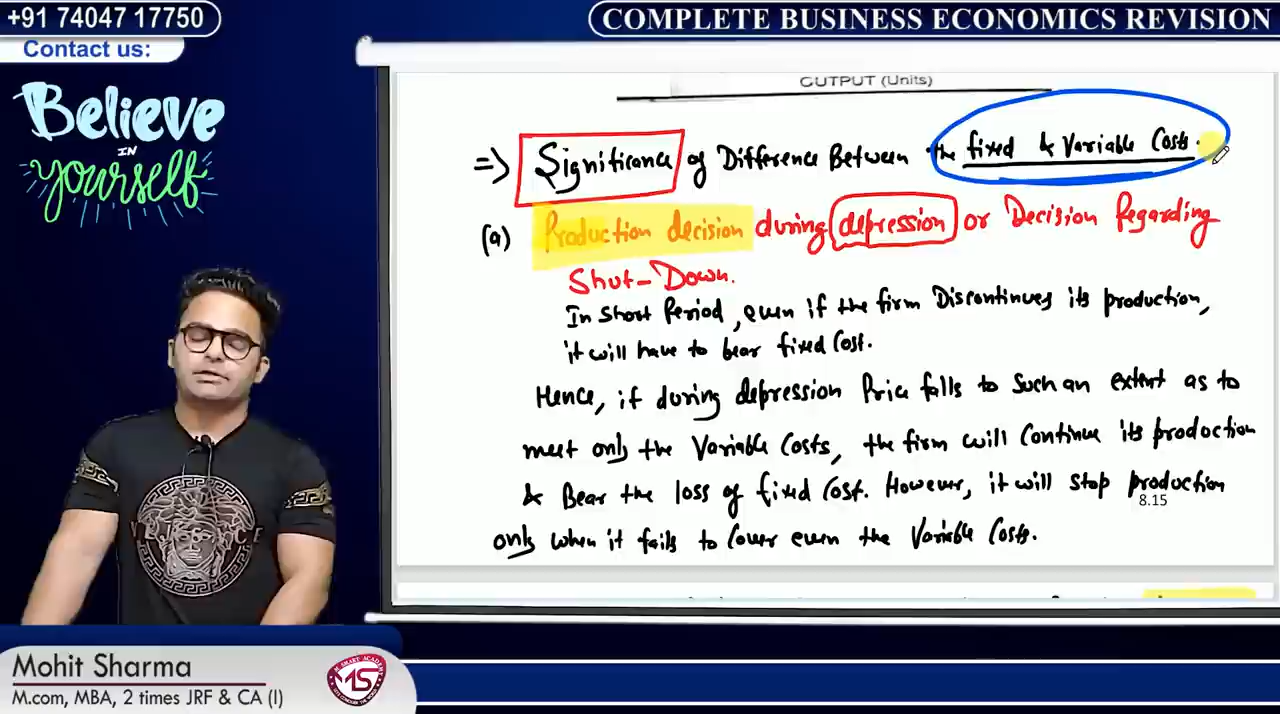 +91 74047 17750
Contact us:
COMPLETE BUSINESS ECONOMICS REVISION
Believe
IN
yourself
OUTPUT (Units)
=> Significance of Difference Between the fixed & Variable Costs.
(a) Production decision during depression or Decision Regarding
Shut-Down.
In Short Period, even if the firm Discontinues its production,
it will have to bear fixed Cost.
Hence, if during depression Price falls to Such an extent as to
meet only the Variable Costs, the firm will Continue its production
& Bear the loss of fixed Cost. However, it will stop production
8.15
only when it fails to Cover even the Variable Costs.
Mohit Sharma
M.com, MBA, 2 times JRF & CA (I)
M SMART ACADEMY
MS